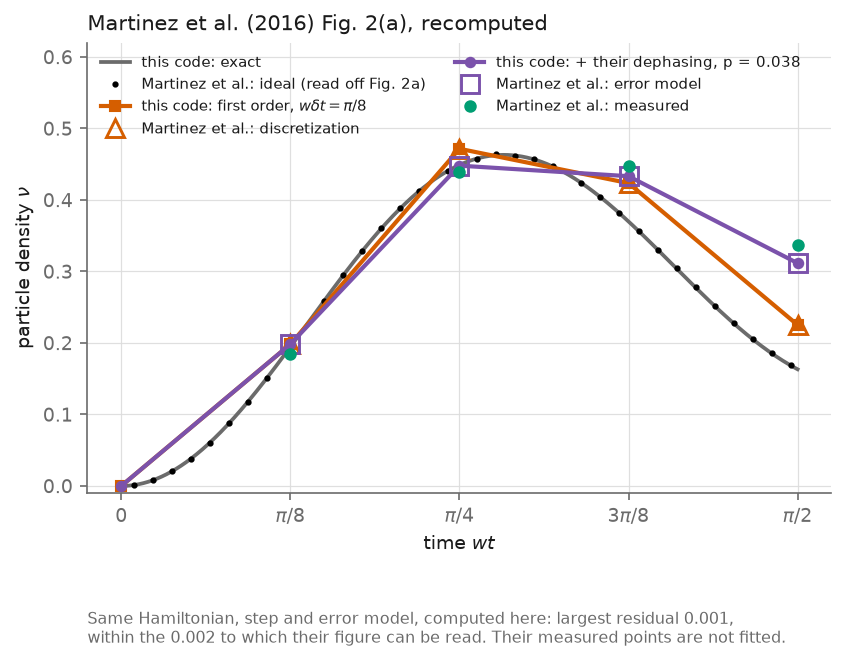 Martinez et al. (2016) Fig. 2(a), recomputed
this code: exact
Martinez et al.: ideal (read off Fig. 2a)
this code: first order, wδt = π/8
Martinez et al.: discretization
this code: + their dephasing, p = 0.038
Martinez et al.: error model
Martinez et al.: measured
particle density ν
0.6
0.5
0.4
0.3
0.2
0.1
0.0
0
π/8
π/4
3π/8
π/2
time wt
Same Hamiltonian, step and error model, computed here: largest residual 0.001,
within the 0.002 to which their figure can be read. Their measured points are not fitted.